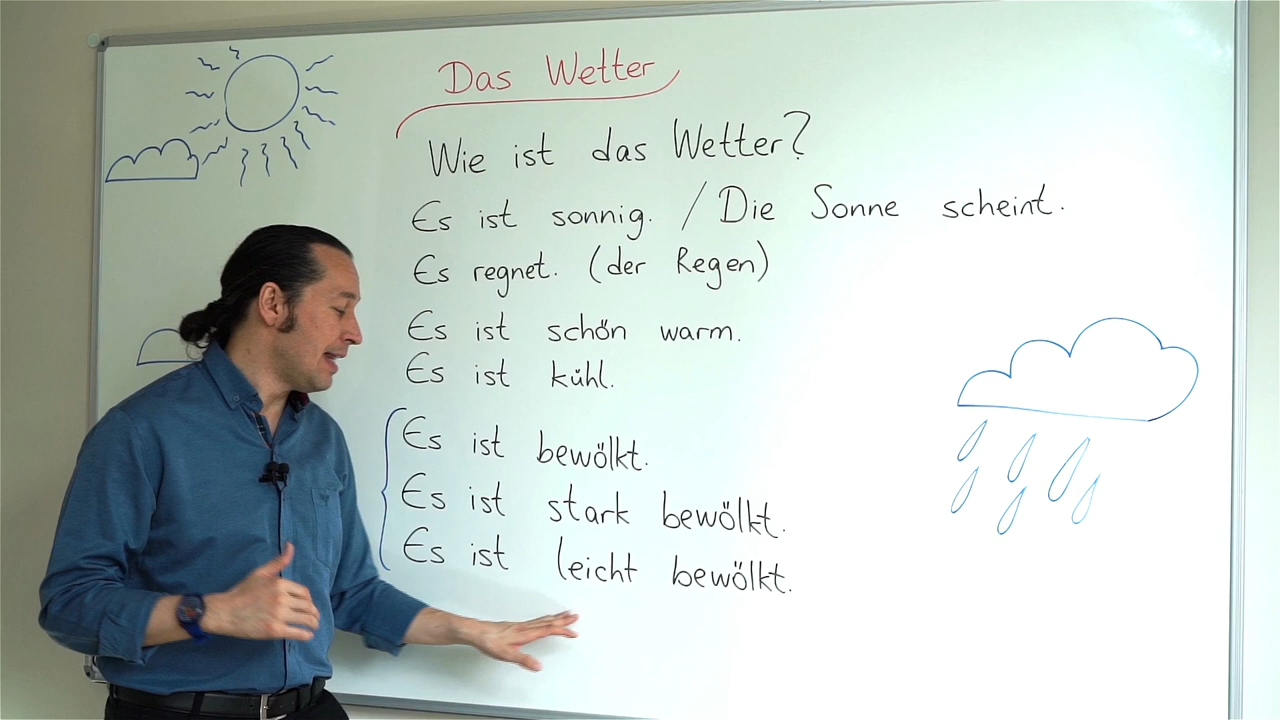 Das Wetter
Wie ist das Wetter?
Es ist sonnig. / Die Sonne scheint.
Es regnet. (der Regen)
Es ist schön warm.
Es ist kühl.
Es ist bewölkt.
Es ist stark bewölkt.
Es ist leicht bewölkt.